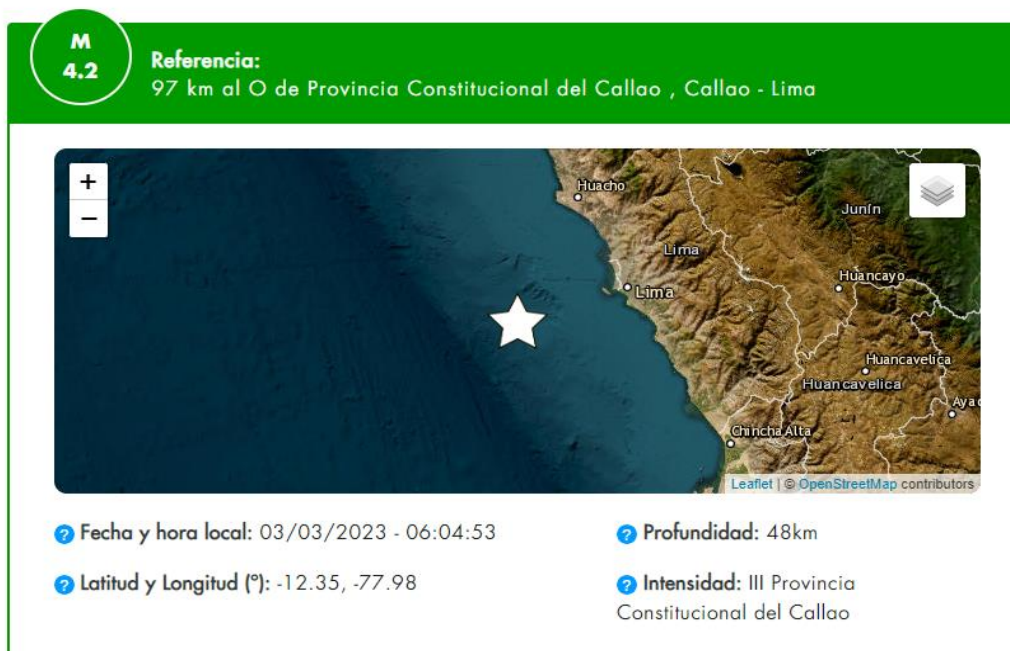 M
4.2
Referencia:
97 km al O de Provincia Constitucional del Callao , Callao - Lima
+
−
Huacho
Junín
Lima
Huancayo
Lima
Huancavelica
Huancavelica
Ayac
Chincha Alta
Leaflet | © OpenStreetMap contributors
Fecha y hora local: 03/03/2023 - 06:04:53
Profundidad: 48km
Latitud y Longitud (°): -12.35, -77.98
Intensidad: III Provincia
Constitucional del Callao